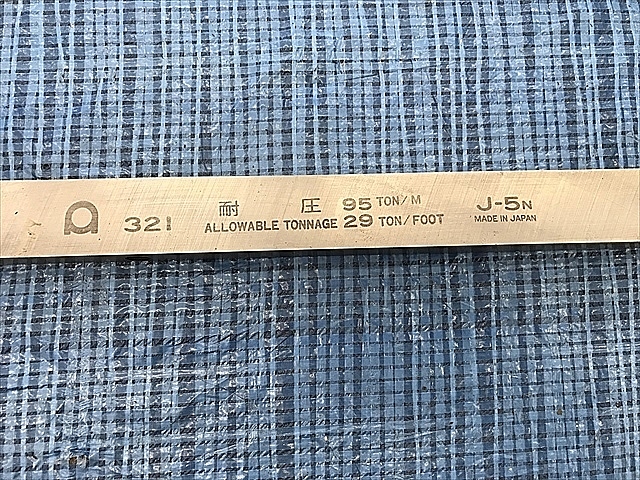 a 321 耐圧 95 TON/M J-5N
ALLOWABLE TONNAGE 29 TON/FOOT MADE IN JAPAN